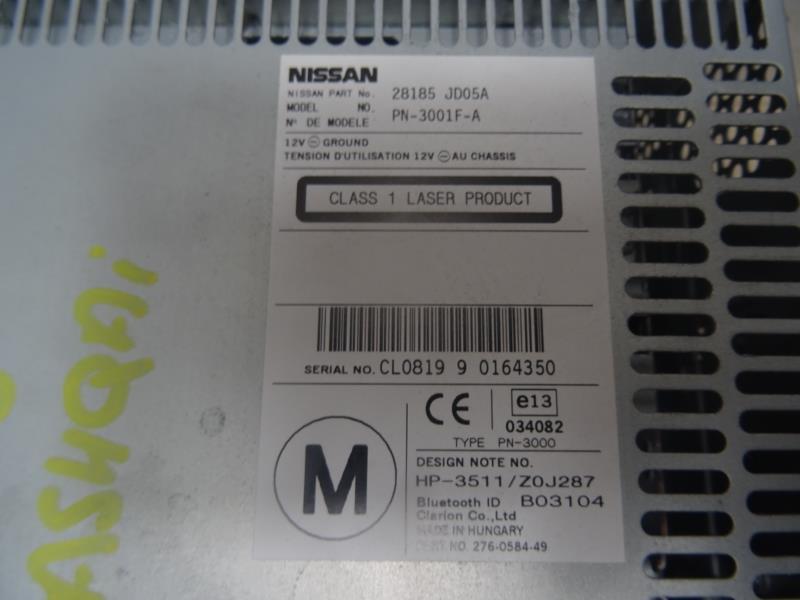 NISSAN
NISSAN PART No. 28185 JD05A
MODEL NO.
Nº DE MODELE PN-3001F-A
12V ⊖ GROUND
TENSION D'UTILISATION 12V ⊖ AU CHASSIS
CLASS 1 LASER PRODUCT
SERIAL NO. CL0819 9 0164350
M
CE
e13
034082
TYPE PN-3000
DESIGN NOTE NO.
HP-3511/Z0J287
Bluetooth ID B03104
Clarion Co.,Ltd
MADE IN HUNGARY
CERT NO. 276-0584-49
ASHQAi